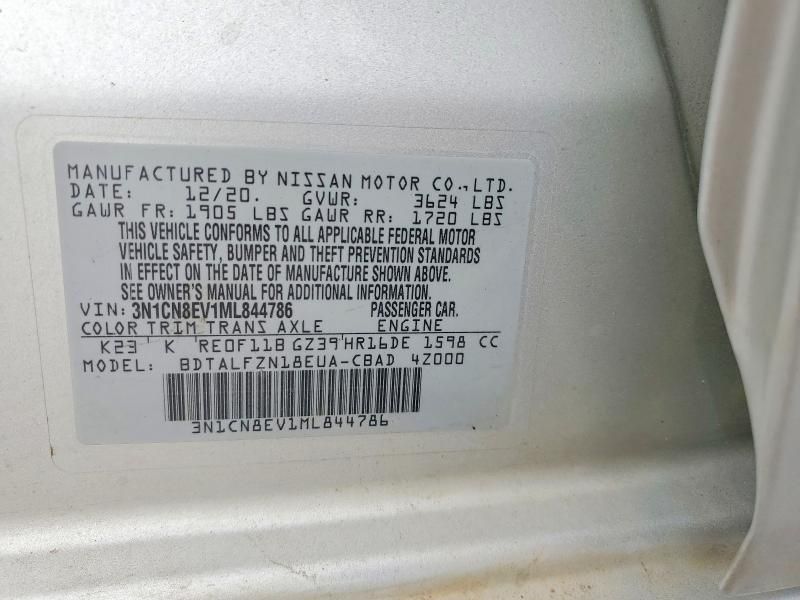 MANUFACTURED BY NISSAN MOTOR CO., LTD.
DATE: 12/20. GVWR: 3624 LBS
GAWR FR: 1905 LBS GAWR RR: 1720 LBS
THIS VEHICLE CONFORMS TO ALL APPLICABLE FEDERAL MOTOR
VEHICLE SAFETY, BUMPER AND THEFT PREVENTION STANDARDS
IN EFFECT ON THE DATE OF MANUFACTURE SHOWN ABOVE.
SEE OWNER'S MANUAL FOR ADDITIONAL INFORMATION.
VIN: 3N1CN8EV1ML844786 PASSENGER CAR.
COLOR TRIM TRANS AXLE ENGINE
K23 K RE0F11B GZ39 HR16DE 1598 CC
MODEL: BDTALFZN18EUA-CBAD 4Z000
3N1CN8EV1ML844786